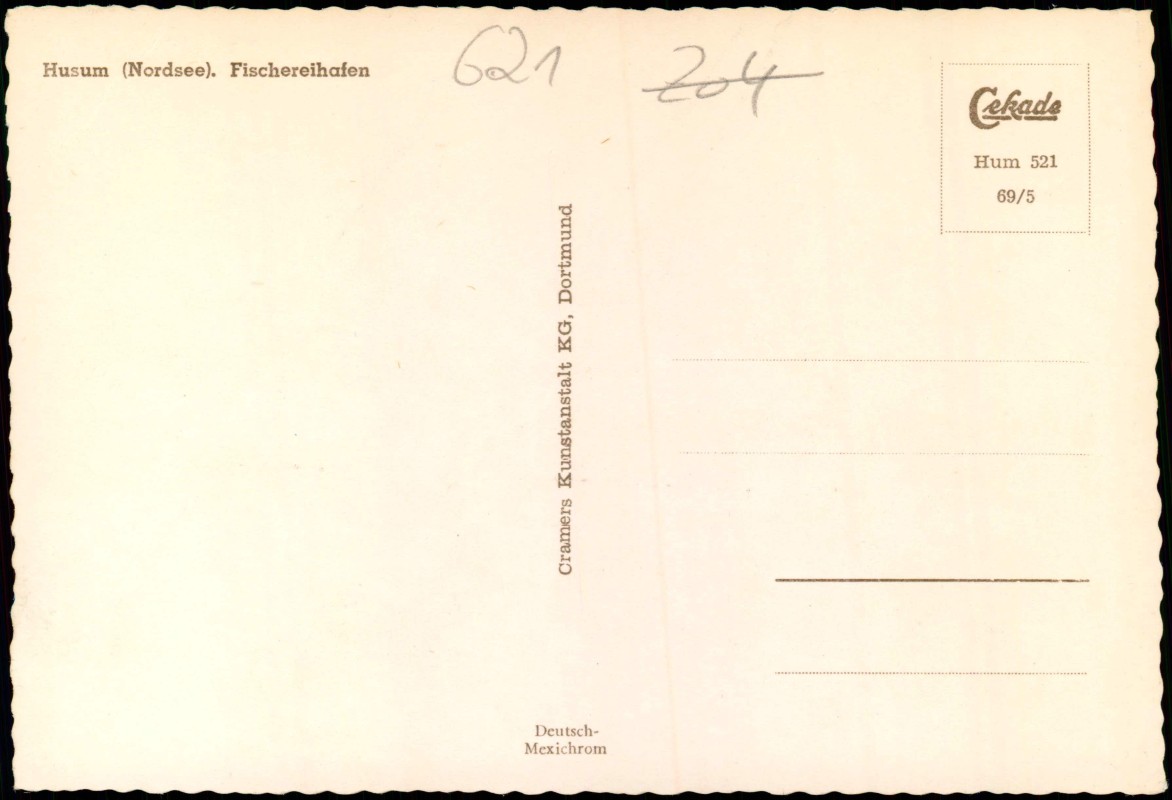 Husum (Nordsee). Fischereihafen
621
204
Cekade
Hum 521
69/5
Cramers Kunstanstalt KG, Dortmund
Deutsch-
Mexichrom